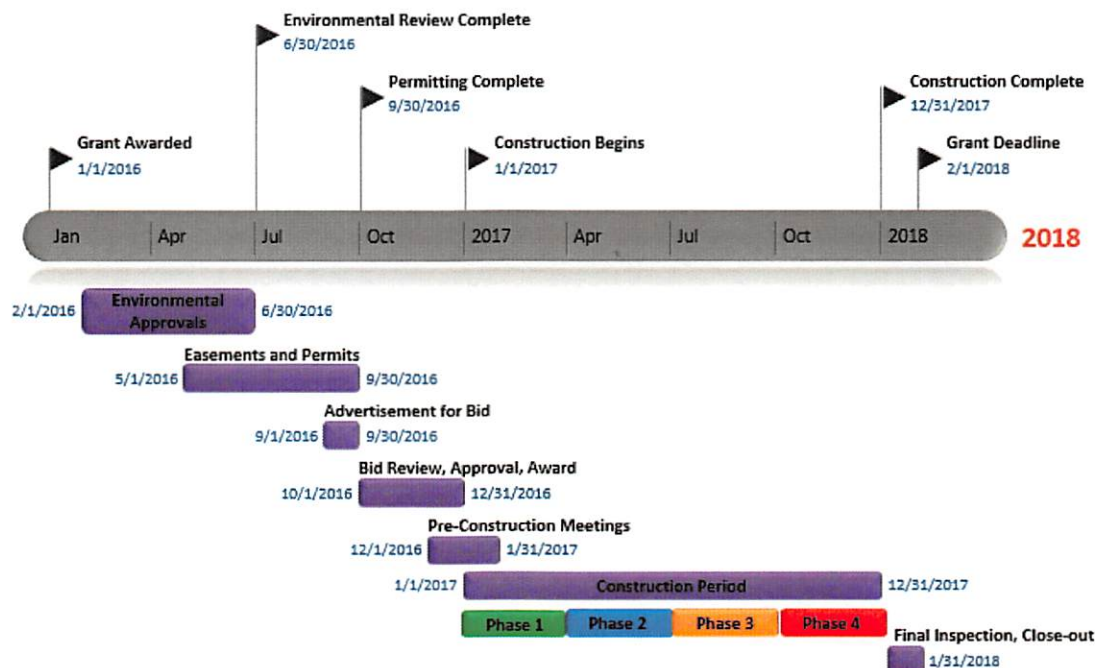 Environmental Review Complete
6/30/2016
Permitting Complete
9/30/2016
Construction Complete
12/31/2017
Grant Awarded
1/1/2016
Construction Begins
1/1/2017
Grant Deadline
2/1/2018
Jan Apr Jul Oct 2017 Apr Jul Oct 2018 2018
2/1/2016 Environmental 6/30/2016
Approvals
Easements and Permits
5/1/2016 9/30/2016
Advertisement for Bid
9/1/2016 9/30/2016
Bid Review, Approval, Award
10/1/2016 12/31/2016
Pre-Construction Meetings
12/1/2016 1/31/2017
1/1/2017 Construction Period 12/31/2017
Phase 1 Phase 2 Phase 3 Phase 4
Final Inspection, Close-out
1/31/2018